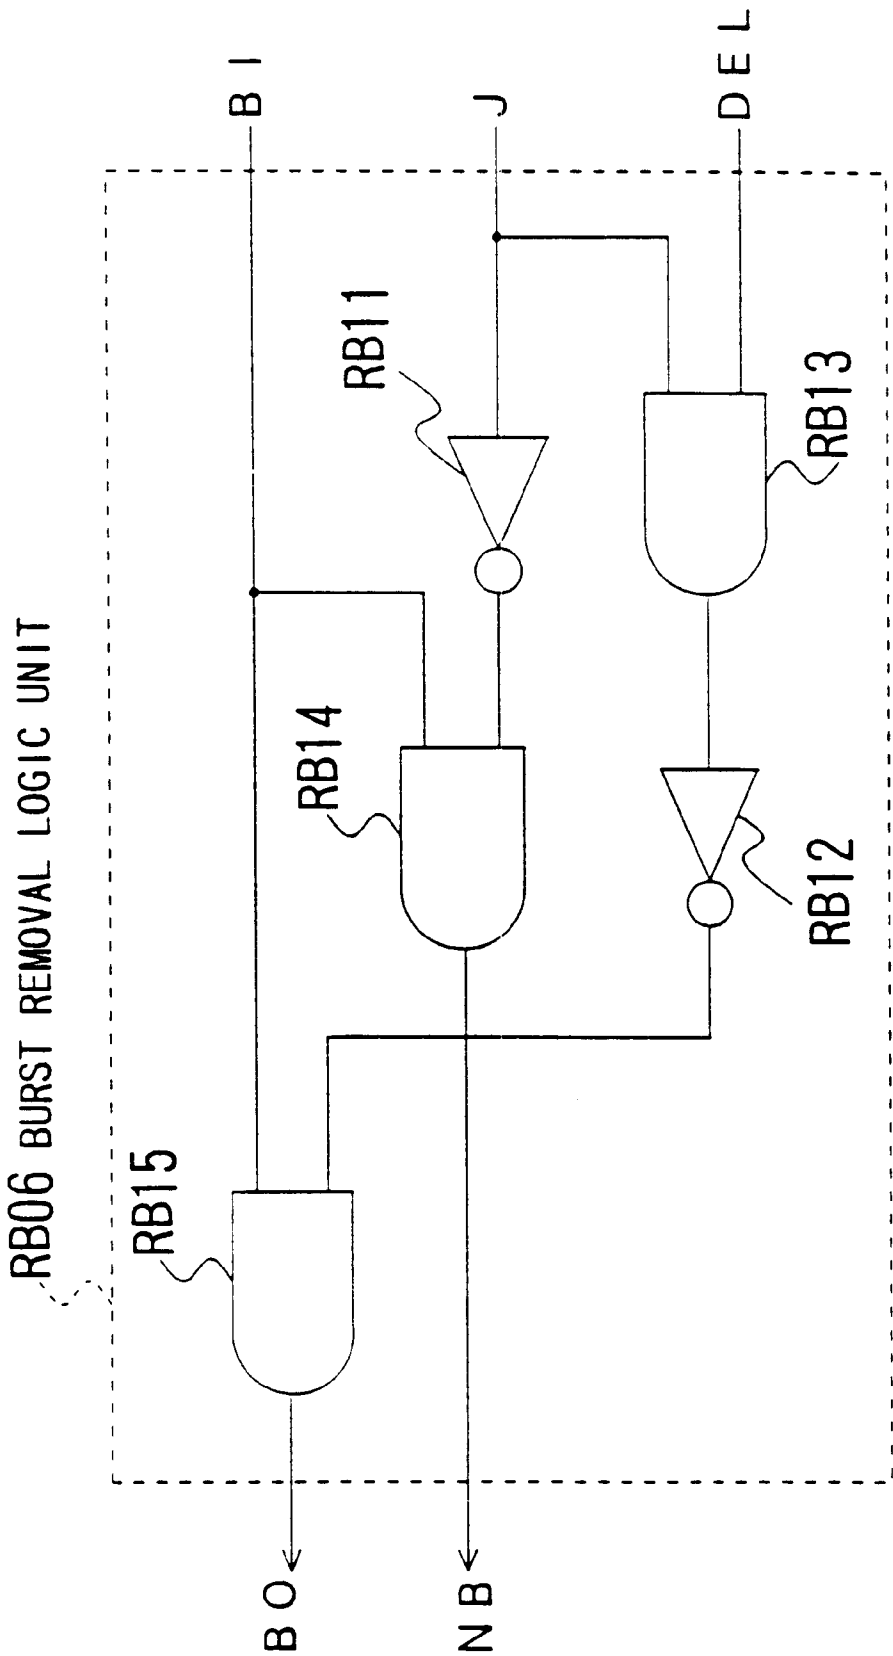 RB06 BURST REMOVAL LOGIC UNIT
BI
J
DEL
RB11
RB13
RB14
RB12
RB15
BO
NB